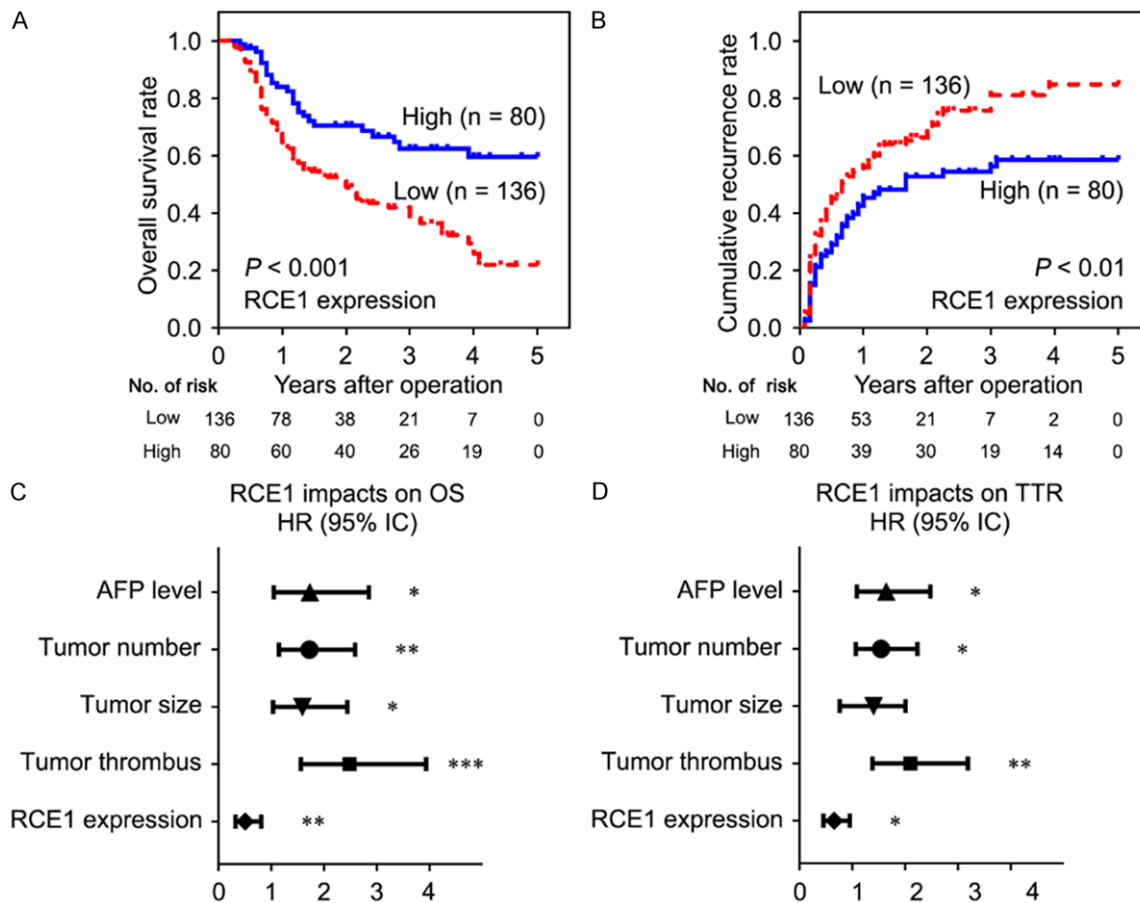 A
1.0
0.8
0.6
0.4
0.2
0.0
Overall survival rate
High (n = 80)
Low (n = 136)
P < 0.001
RCE1 expression
0 1 2 3 4 5
No. of risk Years after operation
Low 136 78 38 21 7 0
High 80 60 40 26 19 0
B
1.0
0.8
0.6
0.4
0.2
0.0
Cumulative recurrence rate
Low (n = 136)
High (n = 80)
P < 0.01
RCE1 expression
0 1 2 3 4 5
No. of risk Years after operation
Low 136 53 21 7 2 0
High 80 39 30 19 14 0
C
RCE1 impacts on OS
HR (95% IC)
AFP level *
Tumor number **
Tumor size *
Tumor thrombus ***
RCE1 expression **
0 1 2 3 4
D
RCE1 impacts on TTR
HR (95% IC)
AFP level *
Tumor number *
Tumor size
Tumor thrombus **
RCE1 expression *
0 1 2 3 4